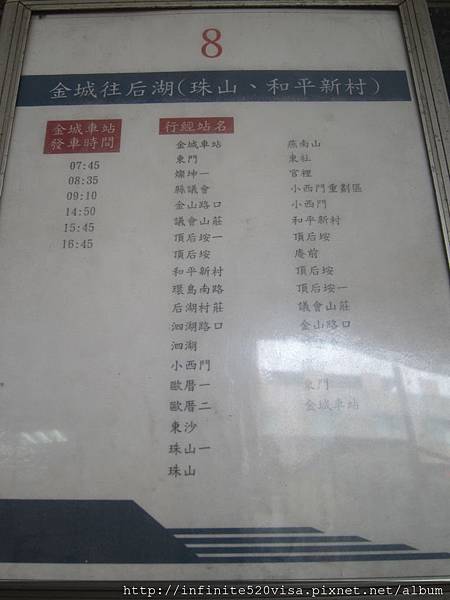 8
金城往后湖(珠山、和平新村)
金城車站
發車時間
07:45
08:35
09:10
14:50
15:45
16:45
行經站名
金城車站
東門
燦坤一
縣議會
金山路口
議會山莊
頂后垵一
頂后垵
和平新村
環島南路
后湖村莊
泗湖路口
泗湖
小西門
歐厝一
歐厝二
東沙
珠山一
珠山
燕南山
東社
官裡
小西門重劃區
小西門
和平新村
頂后垵
庵前
頂后垵
頂后垵一
議會山莊
金山路口
東門
金城車站
http://infinite520visa.pixnet.net/album